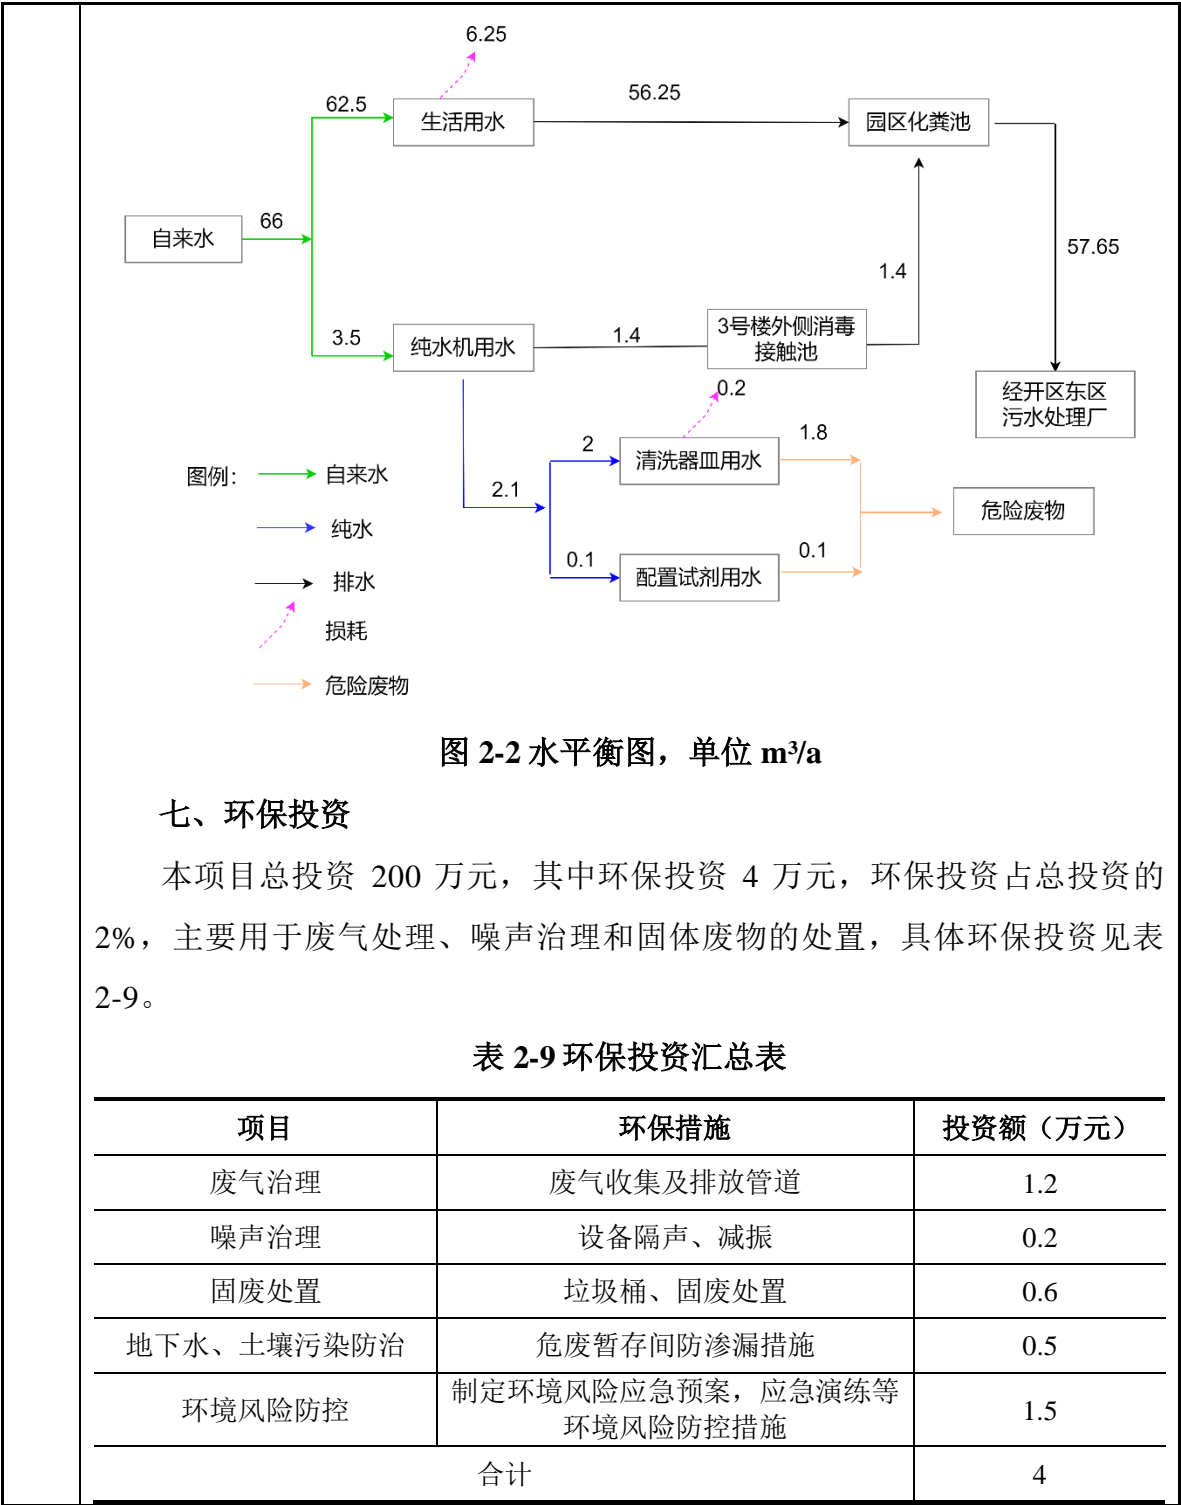 6.25
62.5
生活用水
56.25
园区化粪池
自来水
66
57.65
1.4
3.5
纯水机用水
1.4
3号楼外侧消毒
接触池
0.2
经开区东区
污水处理厂
2
清洗器皿用水
1.8
图例：
自来水
2.1
危险废物
纯水
0.1
配置试剂用水
0.1
排水
损耗
危险废物
图 2-2 水平衡图，单位 m³/a
七、环保投资
本项目总投资 200 万元，其中环保投资 4 万元，环保投资占总投资的
2%，主要用于废气处理、噪声治理和固体废物的处置，具体环保投资见表
2-9。
表 2-9 环保投资汇总表
项目 环保措施 投资额（万元）
废气治理 废气收集及排放管道 1.2
噪声治理 设备隔声、减振 0.2
固废处置 垃圾桶、固废处置 0.6
地下水、土壤污染防治 危废暂存间防渗漏措施 0.5
环境风险防控 制定环境风险应急预案，应急演练等 1.5
环境风险防控措施
合计 4